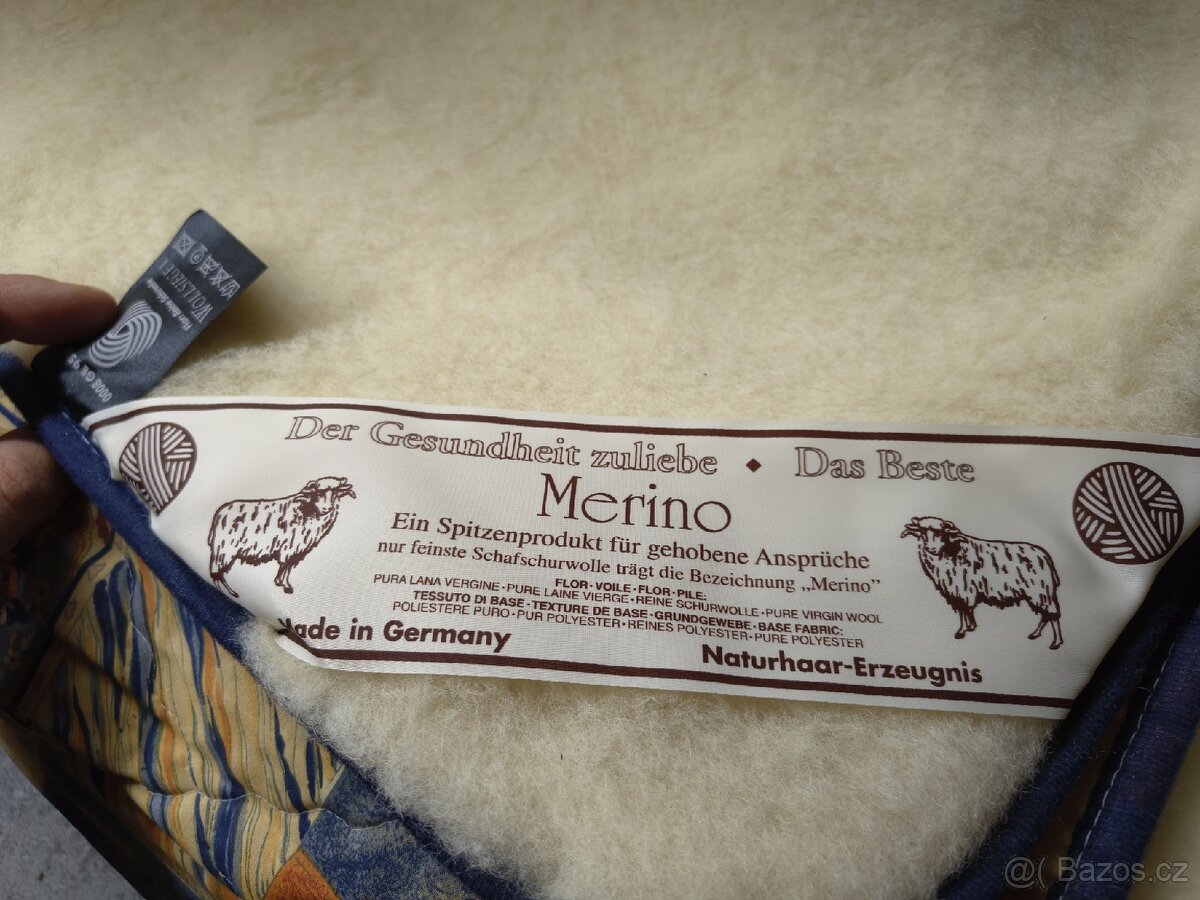 WOLLSIEGEL
Der Gesundheit zuliebe ◆ Das Beste
Merino
Ein Spitzenprodukt für gehobene Ansprüche
nur feinste Schafschurwolle trägt die Bezeichnung „Merino”
FLOR·VOILE·FLOR·PILE:
PURA LANA VERGINE·PURE LAINE VIERGE·REINE SCHURWOLLE·PURE VIRGIN WOOL
TESSUTO DI BASE·TEXTURE DE BASE·GRUNDGEWEBE·BASE FABRIC:
POLIESTERE PURO·PUR POLYESTER·REINES POLYESTER·PURE POLYESTER
Made in Germany
Naturhaar-Erzeugnis
@( Bazos.cz